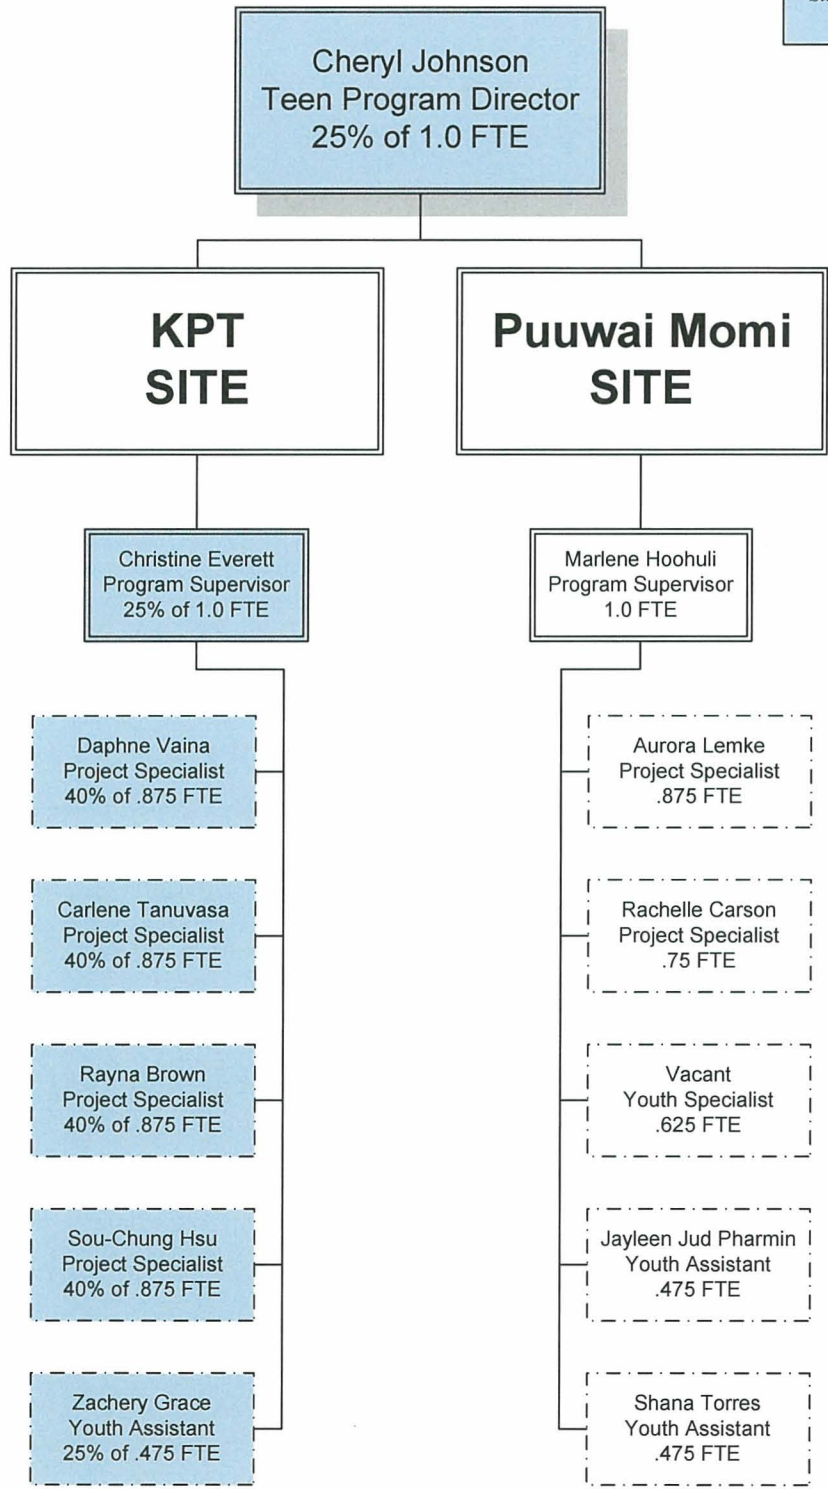 Cheryl Johnson
Teen Program Director
25% of 1.0 FTE
KPT
SITE
Puuwai Momi
SITE
Christine Everett
Program Supervisor
25% of 1.0 FTE
Marlene Hoohuli
Program Supervisor
1.0 FTE
Daphne Vaina
Project Specialist
40% of .875 FTE
Aurora Lemke
Project Specialist
.875 FTE
Carlene Tanuvasa
Project Specialist
40% of .875 FTE
Rachelle Carson
Project Specialist
.75 FTE
Rayna Brown
Project Specialist
40% of .875 FTE
Vacant
Youth Specialist
.625 FTE
Sou-Chung Hsu
Project Specialist
40% of .875 FTE
Jayleen Jud Pharmin
Youth Assistant
.475 FTE
Zachery Grace
Youth Assistant
25% of .475 FTE
Shana Torres
Youth Assistant
.475 FTE